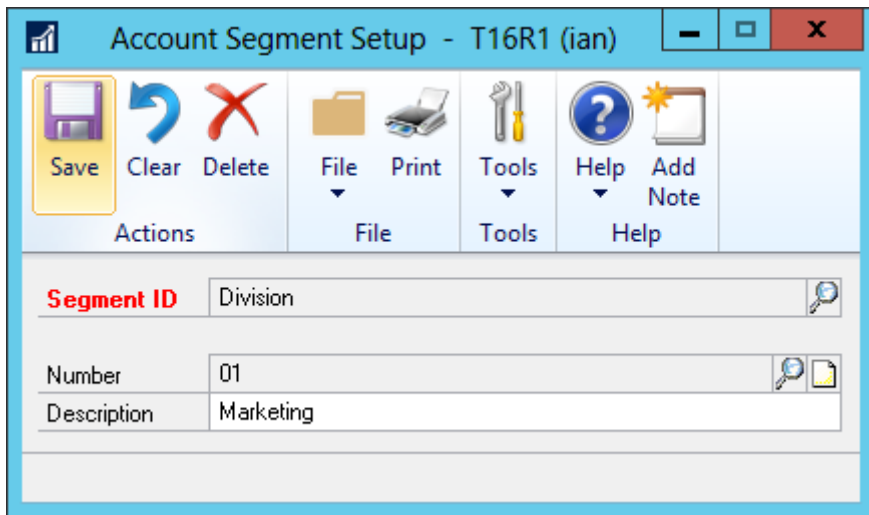 Account Segment Setup - T16R1 (ian)
Save Clear Delete File Print Tools Help Add Note
Actions File Tools Help
Segment ID Division
Number 01
Description Marketing